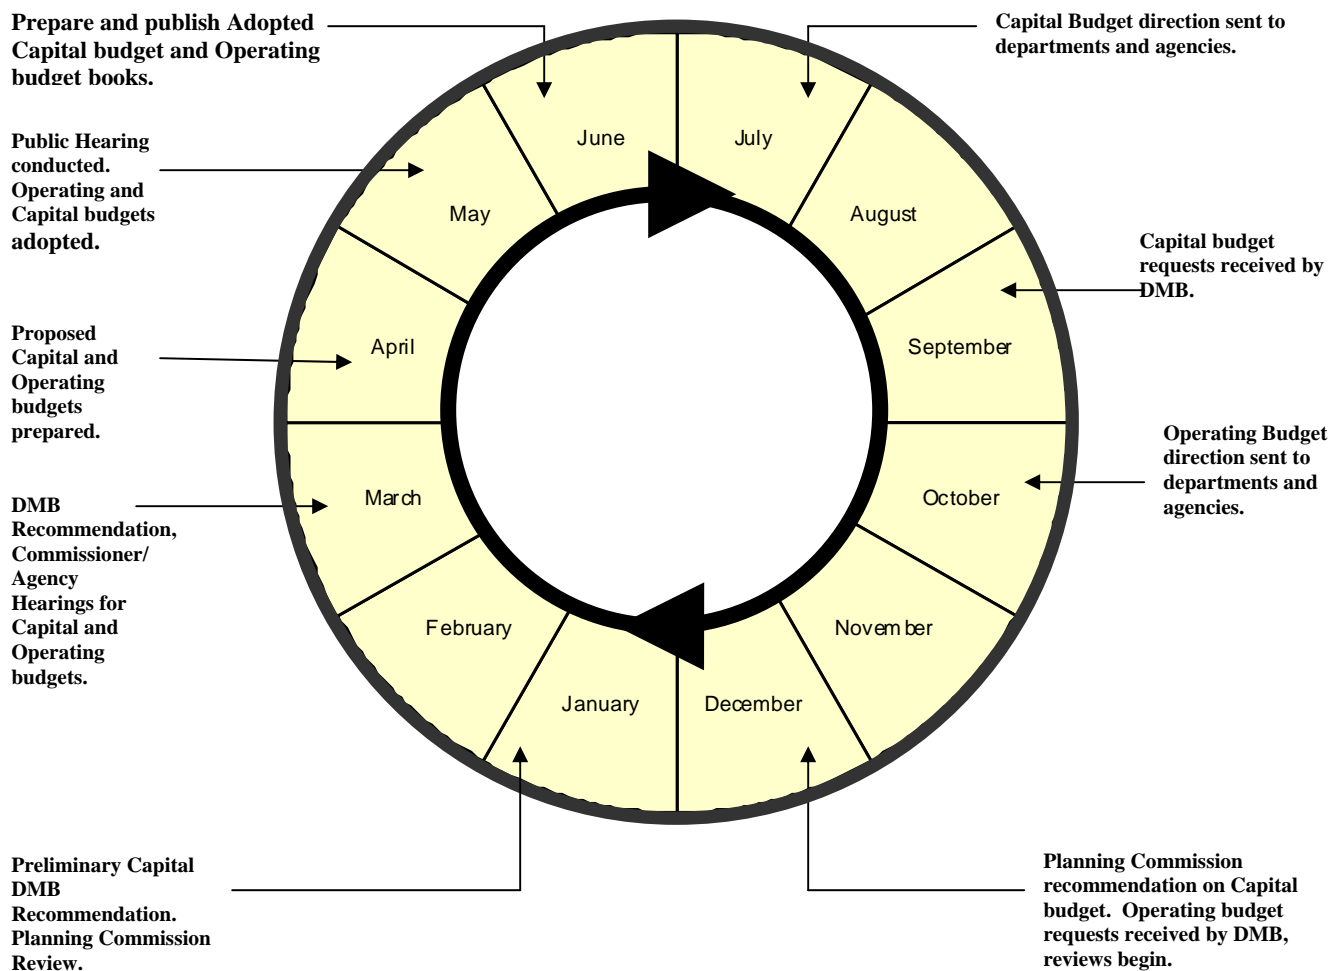 Prepare and publish Adopted
Capital budget and Operating
budget books.
Capital Budget direction sent to
departments and agencies.
Public Hearing
conducted.
Operating and
Capital budgets
adopted.
June
July
May
August
Capital budget
requests received by
DMB.
Proposed
Capital and
Operating
budgets
prepared.
April
September
Operating Budget
direction sent to
departments and
agencies.
March
October
DMB
Recommendation,
Commissioner/
Agency
Hearings for
Capital and
Operating
budgets.
February
November
January
December
Preliminary Capital
DMB
Recommendation.
Planning Commission
Review.
Planning Commission
recommendation on Capital
budget.  Operating budget
requests received by DMB,
reviews begin.